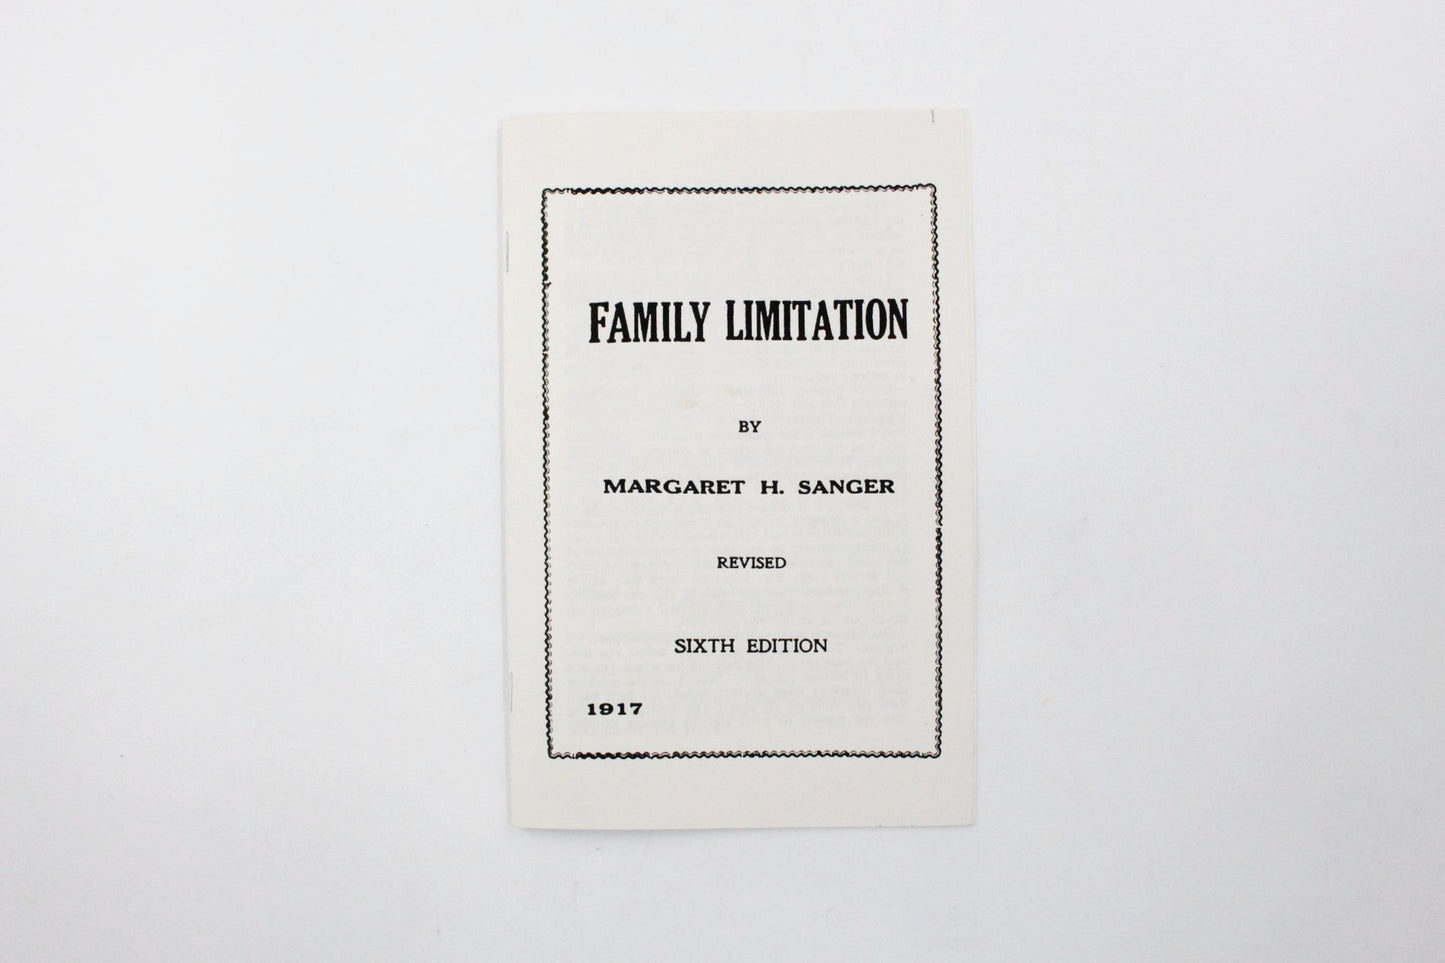 FAMILY LIMITATION
BY
MARGARET H. SANGER
REVISED
SIXTH EDITION
1917